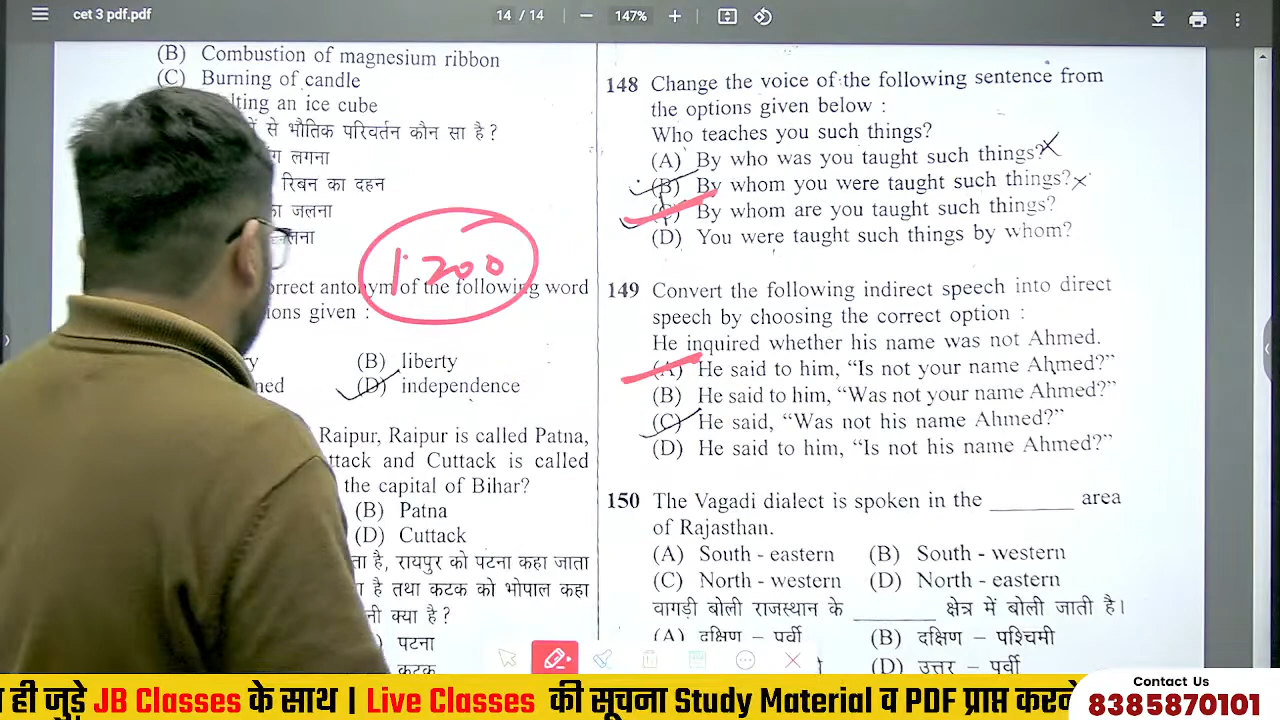 cet 3 pdf.pdf
14 / 14
147%
(B) Combustion of magnesium ribbon
(C) Burning of candle
lting an ice cube
से भौतिक परिवर्तन कौन सा है ?
लगना
रिबन का दहन
जलना
1.200
orrect antonym of the following word
ions given :
(B) liberty
(D) independence
Raipur, Raipur is called Patna,
ttack and Cuttack is called
the capital of Bihar?
(B) Patna
(D) Cuttack
ता है, रायपुर को पटना कहा जाता
है तथा कटक को भोपाल कहा
नी क्या है ?
पटना
कटक
148 Change the voice of the following sentence from
the options given below :
Who teaches you such things?
(A) By who was you taught such things?
(B) By whom you were taught such things?
By whom are you taught such things?
(D) You were taught such things by whom?
149 Convert the following indirect speech into direct
speech by choosing the correct option :
He inquired whether his name was not Ahmed.
(A) He said to him, “Is not your name Ahmed?”
(B) He said to him, “Was not your name Ahmed?”
(C) He said, “Was not his name Ahmed?”
(D) He said to him, “Is not his name Ahmed?”
150 The Vagadi dialect is spoken in the ________ area
of Rajasthan.
(A) South - eastern (B) South - western
(C) North - western (D) North - eastern
वागड़ी बोली राजस्थान के ________ क्षेत्र में बोली जाती है।
(A) दक्षिण – पूर्वी (B) दक्षिण – पश्चिमी
(D) उत्तर – पूर्वी
ही जुड़े JB Classes के साथ | Live Classes की सूचना Study Material व PDF प्राप्त करने
Contact Us
8385870101